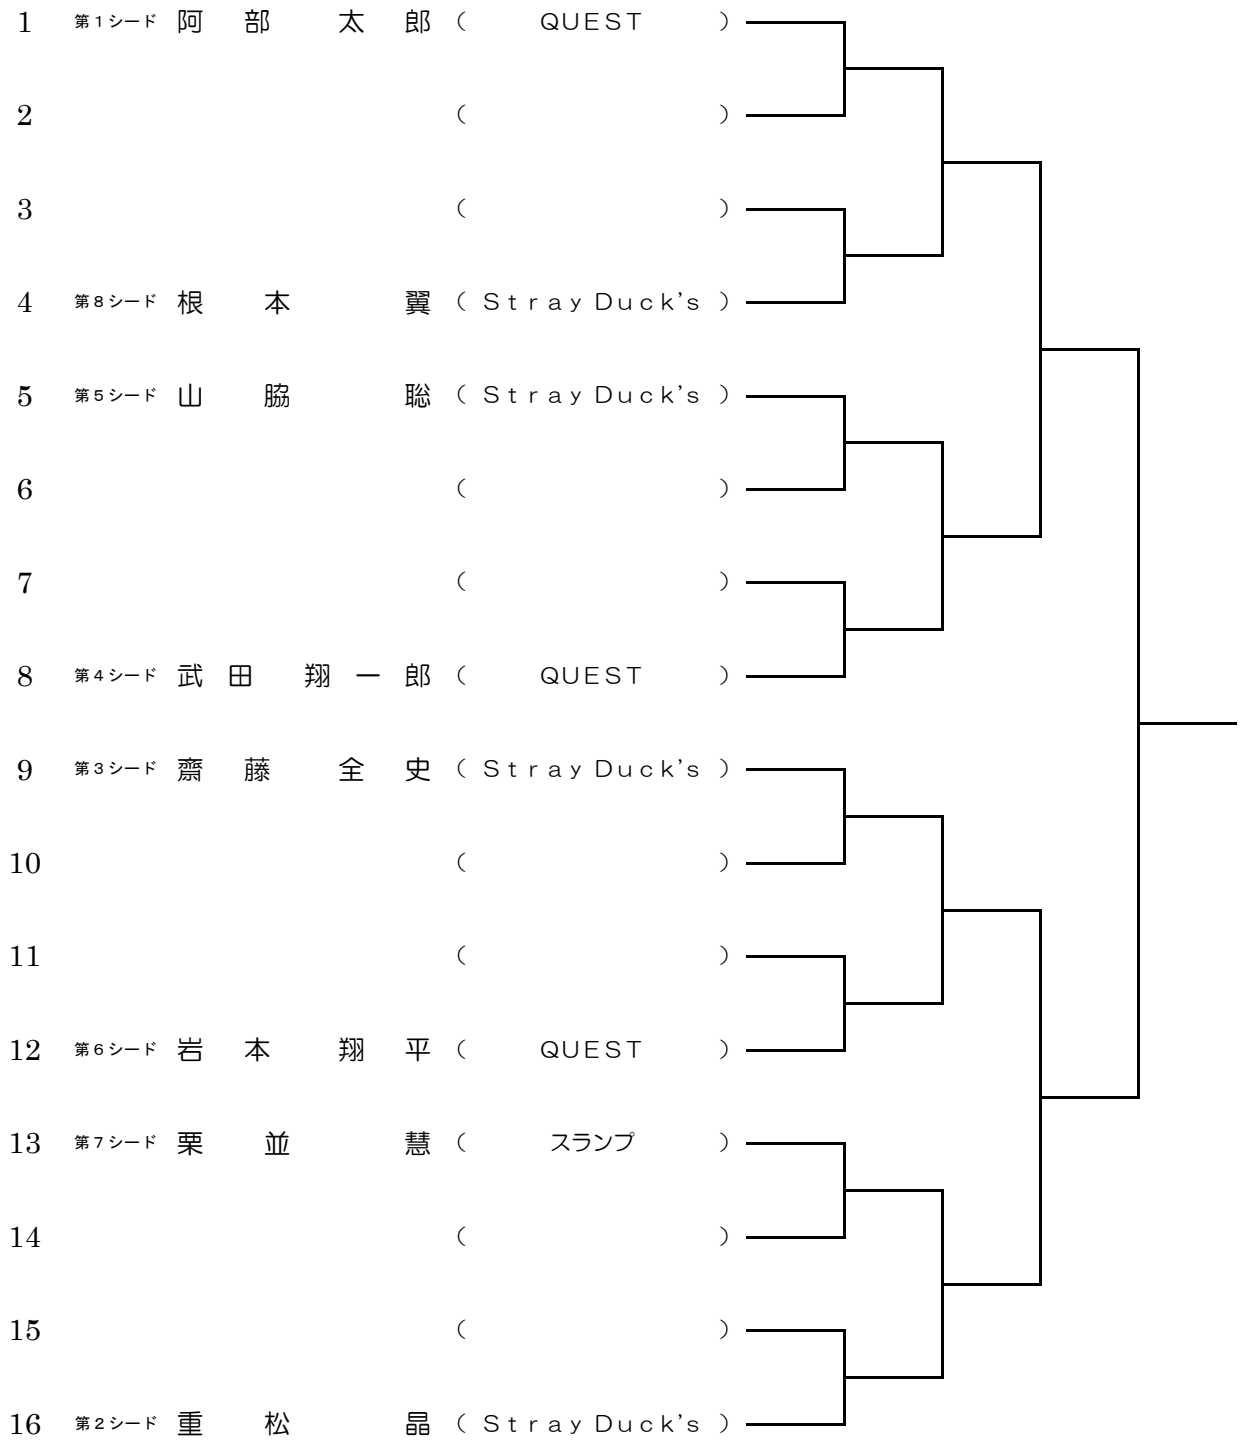 1 第1シード 阿部 太郎 ( QUEST )
2 ( )
3 ( )
4 第8シード 根本 翼 ( Stray Duck's )
5 第5シード 山脇 聡 ( Stray Duck's )
6 ( )
7 ( )
8 第4シード 武田 翔一郎 ( QUEST )
9 第3シード 齋藤 全史 ( Stray Duck's )
10 ( )
11 ( )
12 第6シード 岩本 翔平 ( QUEST )
13 第7シード 栗並 慧 ( スランプ )
14 ( )
15 ( )
16 第2シード 重松 晶 ( Stray Duck's )